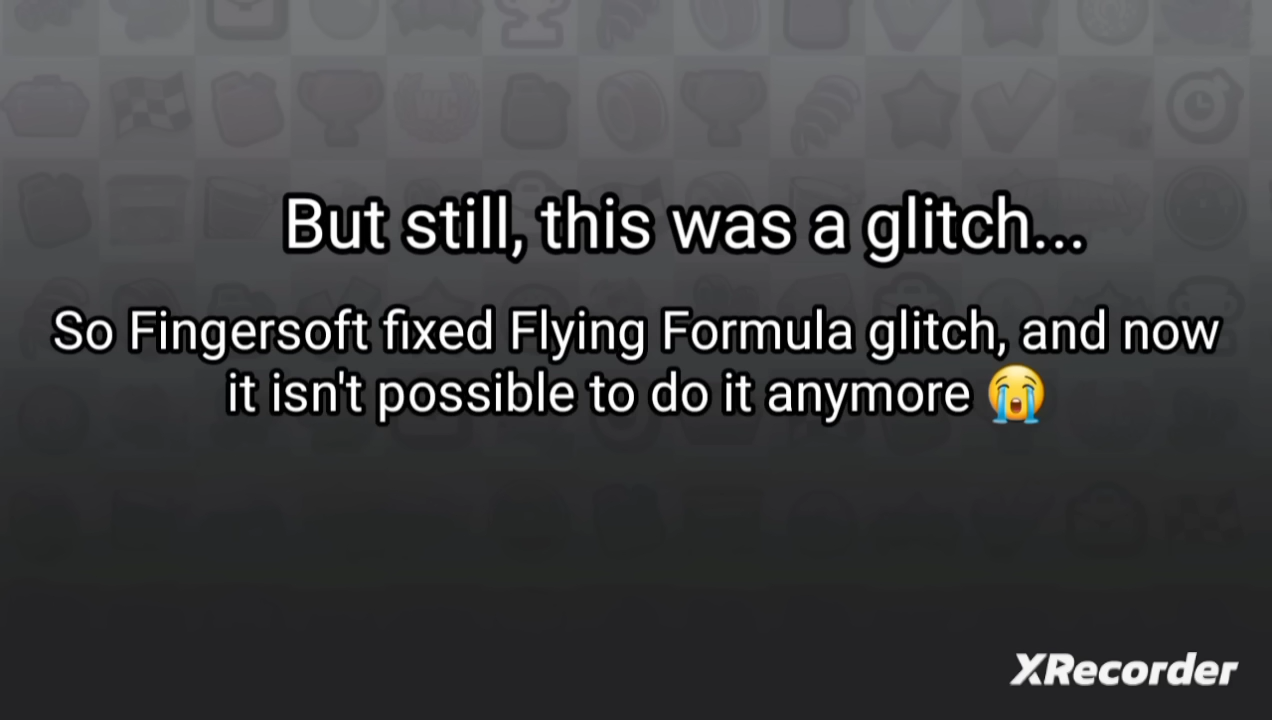 But still, this was a glitch...
So Fingersoft fixed Flying Formula glitch, and now
it isn't possible to do it anymore 😭
WC
XRecorder